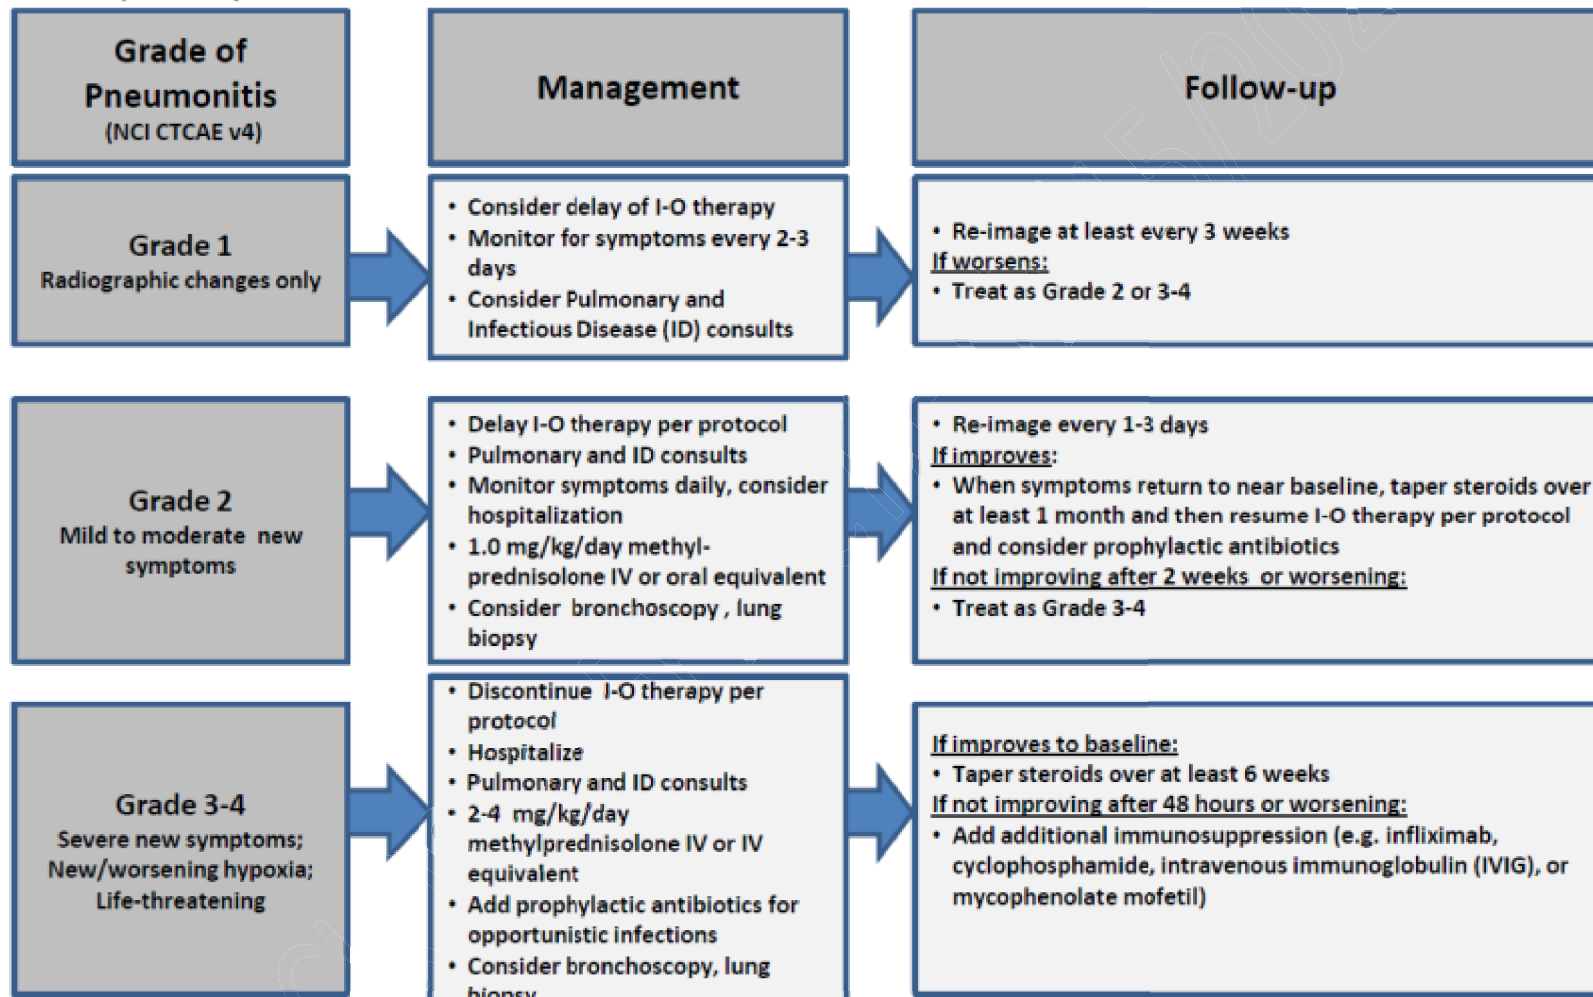 Grade of
Pneumonitis
(NCI CTCAE v4)
Management
Follow-up
Grade 1
Radiographic changes only
• Consider delay of I-O therapy
• Monitor for symptoms every 2-3
days
• Consider Pulmonary and
Infectious Disease (ID) consults
• Re-image at least every 3 weeks
If worsens:
• Treat as Grade 2 or 3-4
Grade 2
Mild to moderate new
symptoms
• Delay I-O therapy per protocol
• Pulmonary and ID consults
• Monitor symptoms daily, consider
hospitalization
• 1.0 mg/kg/day methyl-
prednisolone IV or oral equivalent
• Consider bronchoscopy , lung
biopsy
• Re-image every 1-3 days
If improves:
• When symptoms return to near baseline, taper steroids over
at least 1 month and then resume I-O therapy per protocol
and consider prophylactic antibiotics
If not improving after 2 weeks or worsening:
• Treat as Grade 3-4
Grade 3-4
Severe new symptoms;
New/worsening hypoxia;
Life-threatening
• Discontinue I-O therapy per
protocol
• Hospitalize
• Pulmonary and ID consults
• 2-4 mg/kg/day
methylprednisolone IV or IV
equivalent
• Add prophylactic antibiotics for
opportunistic infections
• Consider bronchoscopy, lung
biopsy
If improves to baseline:
• Taper steroids over at least 6 weeks
If not improving after 48 hours or worsening:
• Add additional immunosuppression (e.g. infliximab,
cyclophosphamide, intravenous immunoglobulin (IVIG), or
mycophenolate mofetil)